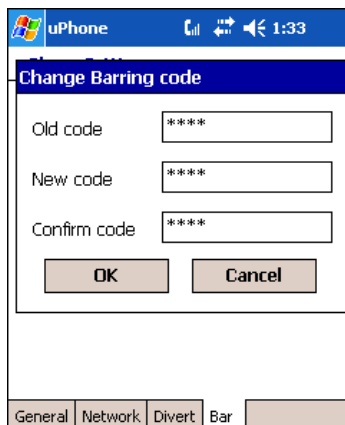 uPhone 1:33
Change Barring code
Old code ****
New code ****
Confirm code ****
OK Cancel
General Network Divert Bar